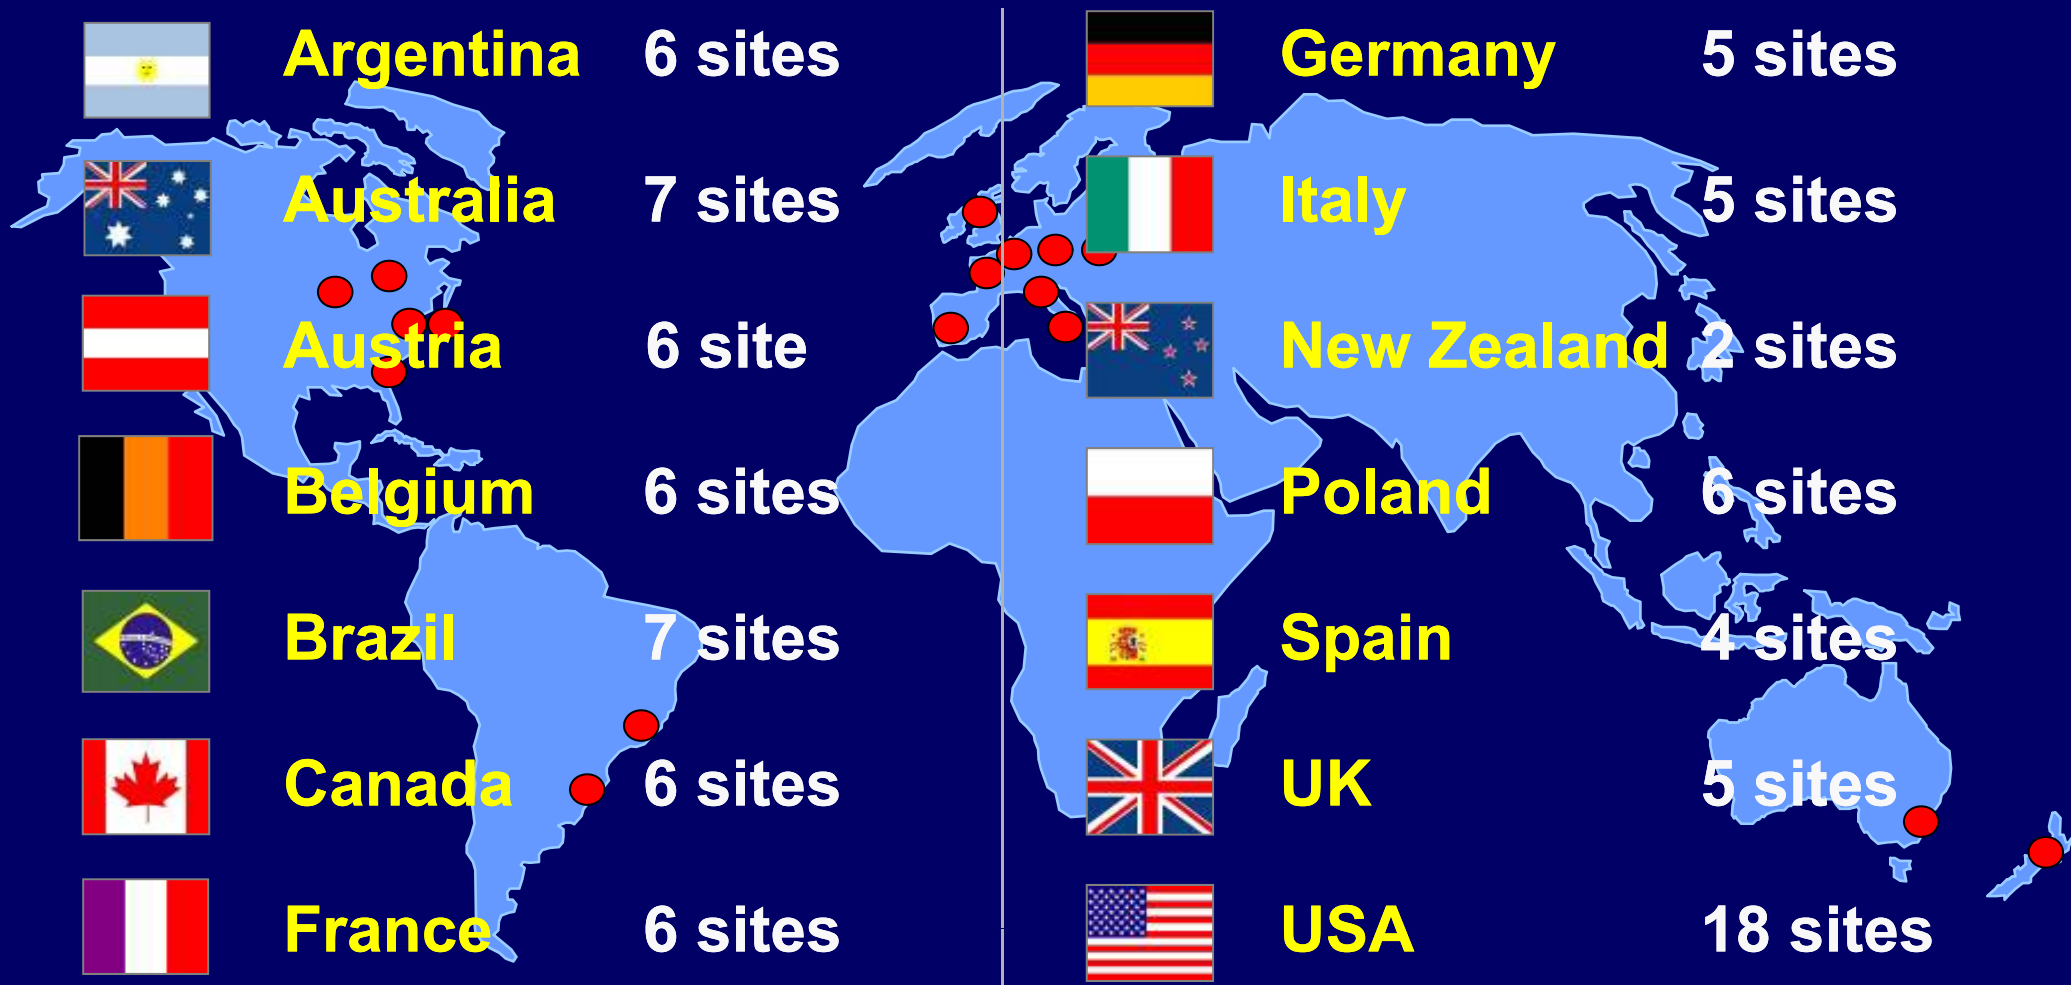 Argentina 6 sites
Australia 7 sites
Austria 6 site
Belgium 6 sites
Brazil 7 sites
Canada 6 sites
France 6 sites
Germany 5 sites
Italy 5 sites
New Zealand 2 sites
Poland 6 sites
Spain 4 sites
UK 5 sites
USA 18 sites